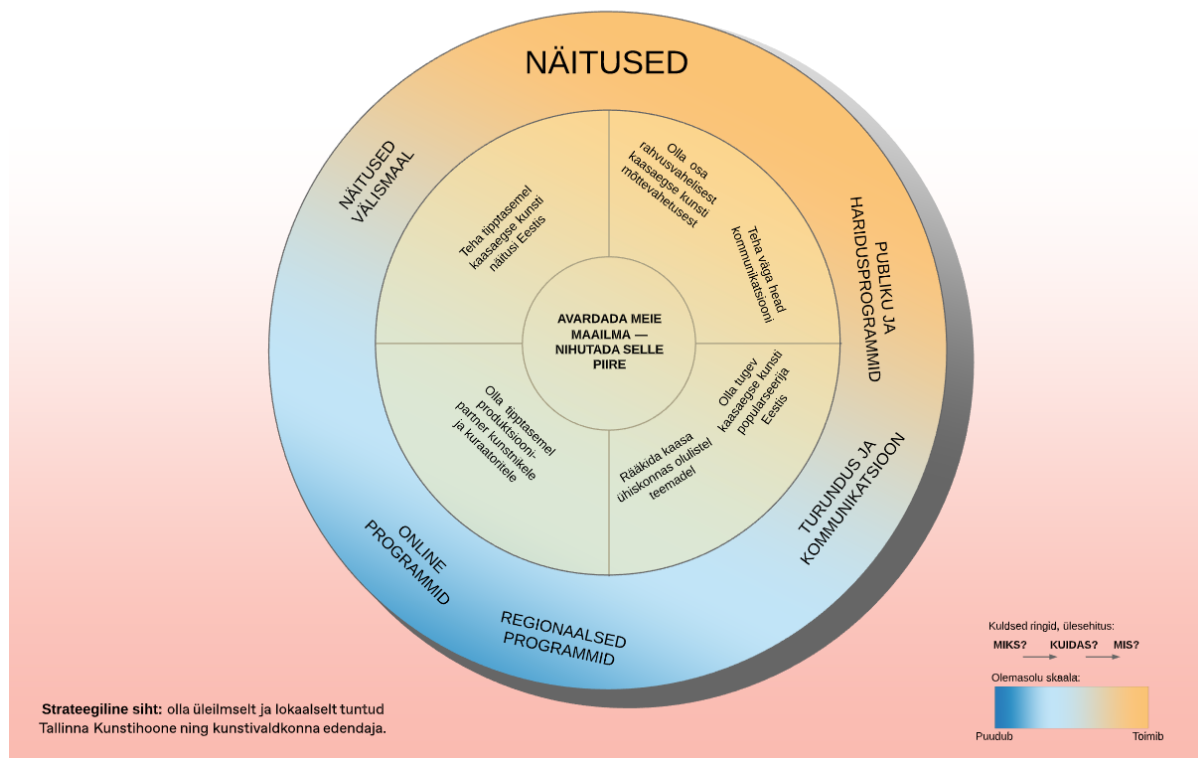 NÄITUSED
NÄITUSED
VÄLISMAAL
PUBLIKU JA
HARIDUSPROGRAMMID
TURUNDUS JA
KOMMUNIKATSIOON
REGIONAALSED
PROGRAMMID
ONLINE
PROGRAMMID
Teha tipptasemel
kaasaegse kunsti
näitusi Eestis
Olla osa
rahvusvahelisest
kaasaegse kunsti
mõttevahetusest
Teha väga head
kommunikatsiooni
Olla tugev
kaasaegse kunsti
popularseerija
Eestis
Rääkida kaasa
ühiskonnas olulistel
teemadel
Olla tipptasemel
produktsiooni-
partner kunstnikele
ja kuraatoritele
AVARDADA MEIE
MAAILMA —
NIHUTADA SELLE
PIIRE
Strateegiline siht: olla üleilmselt ja lokaalselt tuntud
Tallinna Kunstihoone ning kunstivaldkonna edendaja.
Kuldsed ringid, ülesehitus:
MIKS? KUIDAS? MIS?
Olemasolu skaala:
Puudub Toimib